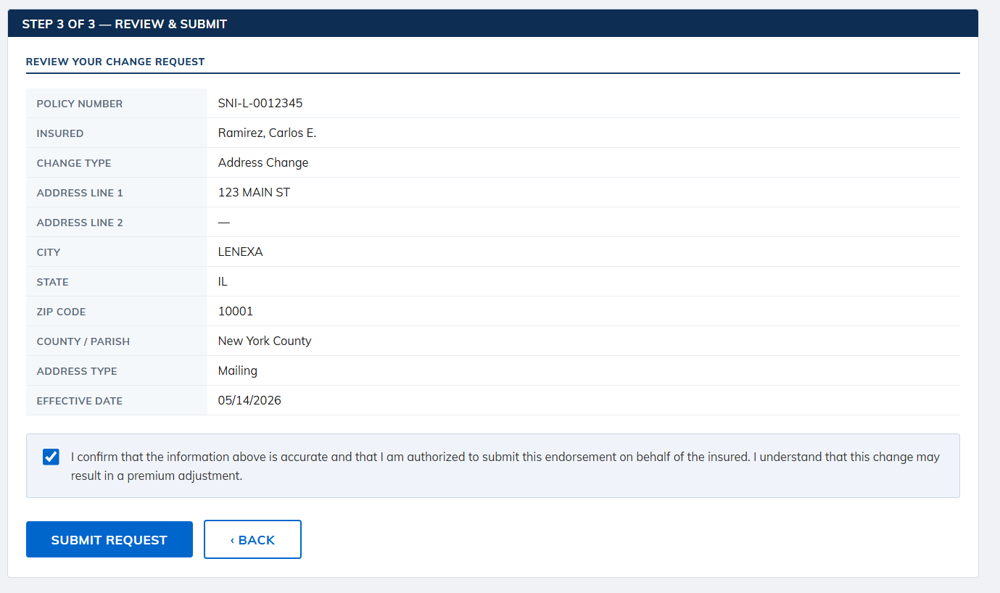 STEP 3 OF 3 — REVIEW & SUBMIT
REVIEW YOUR CHANGE REQUEST
POLICY NUMBER SNI-L-0012345
INSURED Ramirez, Carlos E.
CHANGE TYPE Address Change
ADDRESS LINE 1 123 MAIN ST
ADDRESS LINE 2 —
CITY LENEXA
STATE IL
ZIP CODE 10001
COUNTY / PARISH New York County
ADDRESS TYPE Mailing
EFFECTIVE DATE 05/14/2026
I confirm that the information above is accurate and that I am authorized to submit this endorsement on behalf of the insured. I understand that this change may
result in a premium adjustment.
SUBMIT REQUEST ‹ BACK